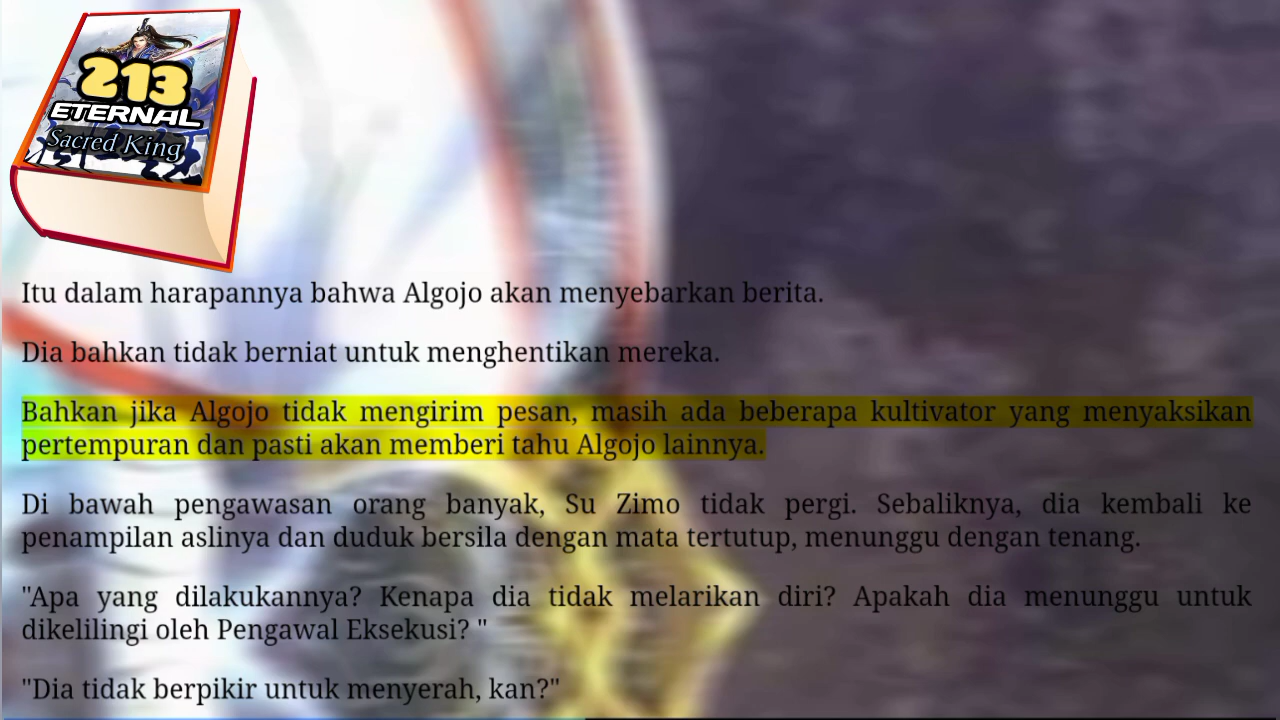 213
ETERNAL
Sacred King
Itu dalam harapannya bahwa Algojo akan menyebarkan berita.
Dia bahkan tidak berniat untuk menghentikan mereka.
Bahkan jika Algojo tidak mengirim pesan, masih ada beberapa kultivator yang menyaksikan
pertempuran dan pasti akan memberi tahu Algojo lainnya.
Di bawah pengawasan orang banyak, Su Zimo tidak pergi. Sebaliknya, dia kembali ke
penampilan aslinya dan duduk bersila dengan mata tertutup, menunggu dengan tenang.
"Apa yang dilakukannya? Kenapa dia tidak melarikan diri? Apakah dia menunggu untuk
dikelilingi oleh Pengawal Eksekusi? "
"Dia tidak berpikir untuk menyerah, kan?"